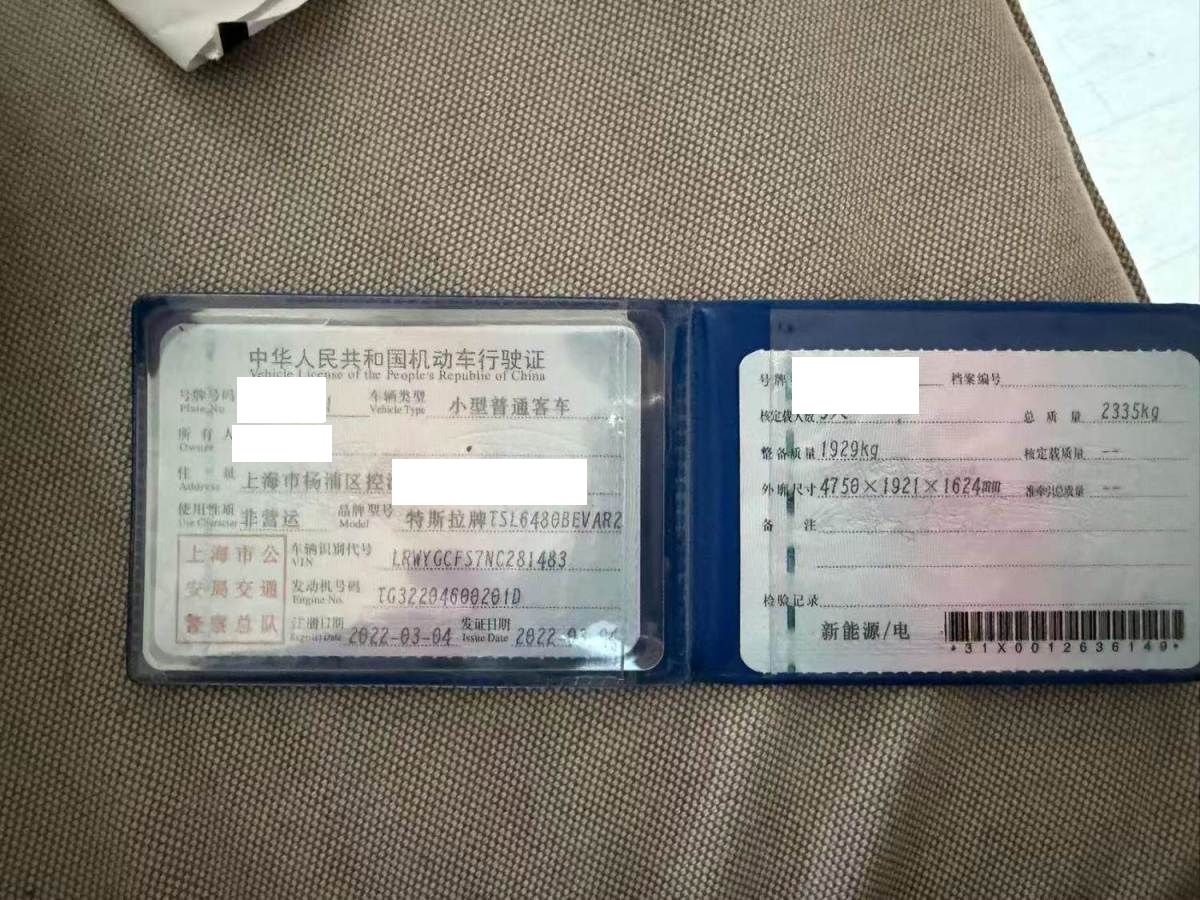 中华人民共和国机动车行驶证
Vehicle License of the People's Republic of China
号牌号码
Plate No.
车辆类型 小型普通客车
Vehicle Type
所有人
Owner
住址 上海市杨浦区控
Address
使用性质 非营运 品牌型号 特斯拉牌TSL6480BEVAR2
Use Character Model
上海市公
安局交通
警察总队
车辆识别代号 LRWYGCFS7NC281483
VIN
发动机号码 TG32204600201D
Engine No.
注册日期 2022-03-04 发证日期 2022-03-04
Register Date Issue Date
号牌 档案编号
核定载人数 总质量 2335kg
整备质量 1929kg 核定载质量 --
外廓尺寸 4750×1921×1624mm 准牵引总质量 --
备注
检验记录
新能源/电
*31X0012636149*